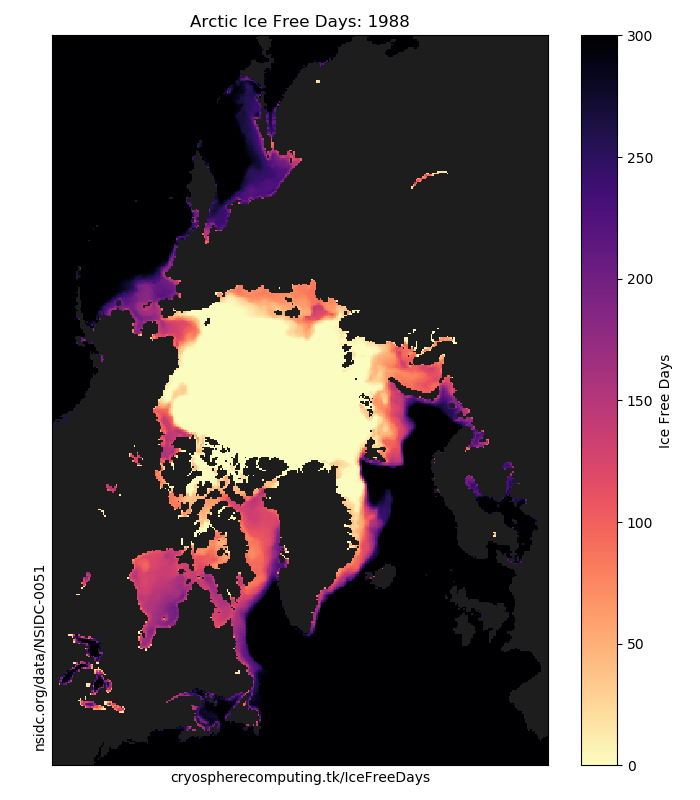 Arctic Ice Free Days: 1988
300
250
200
150
100
50
0
Ice Free Days
nsidc.org/data/NSIDC-0051
cryospherecomputing.tk/IceFreeDays